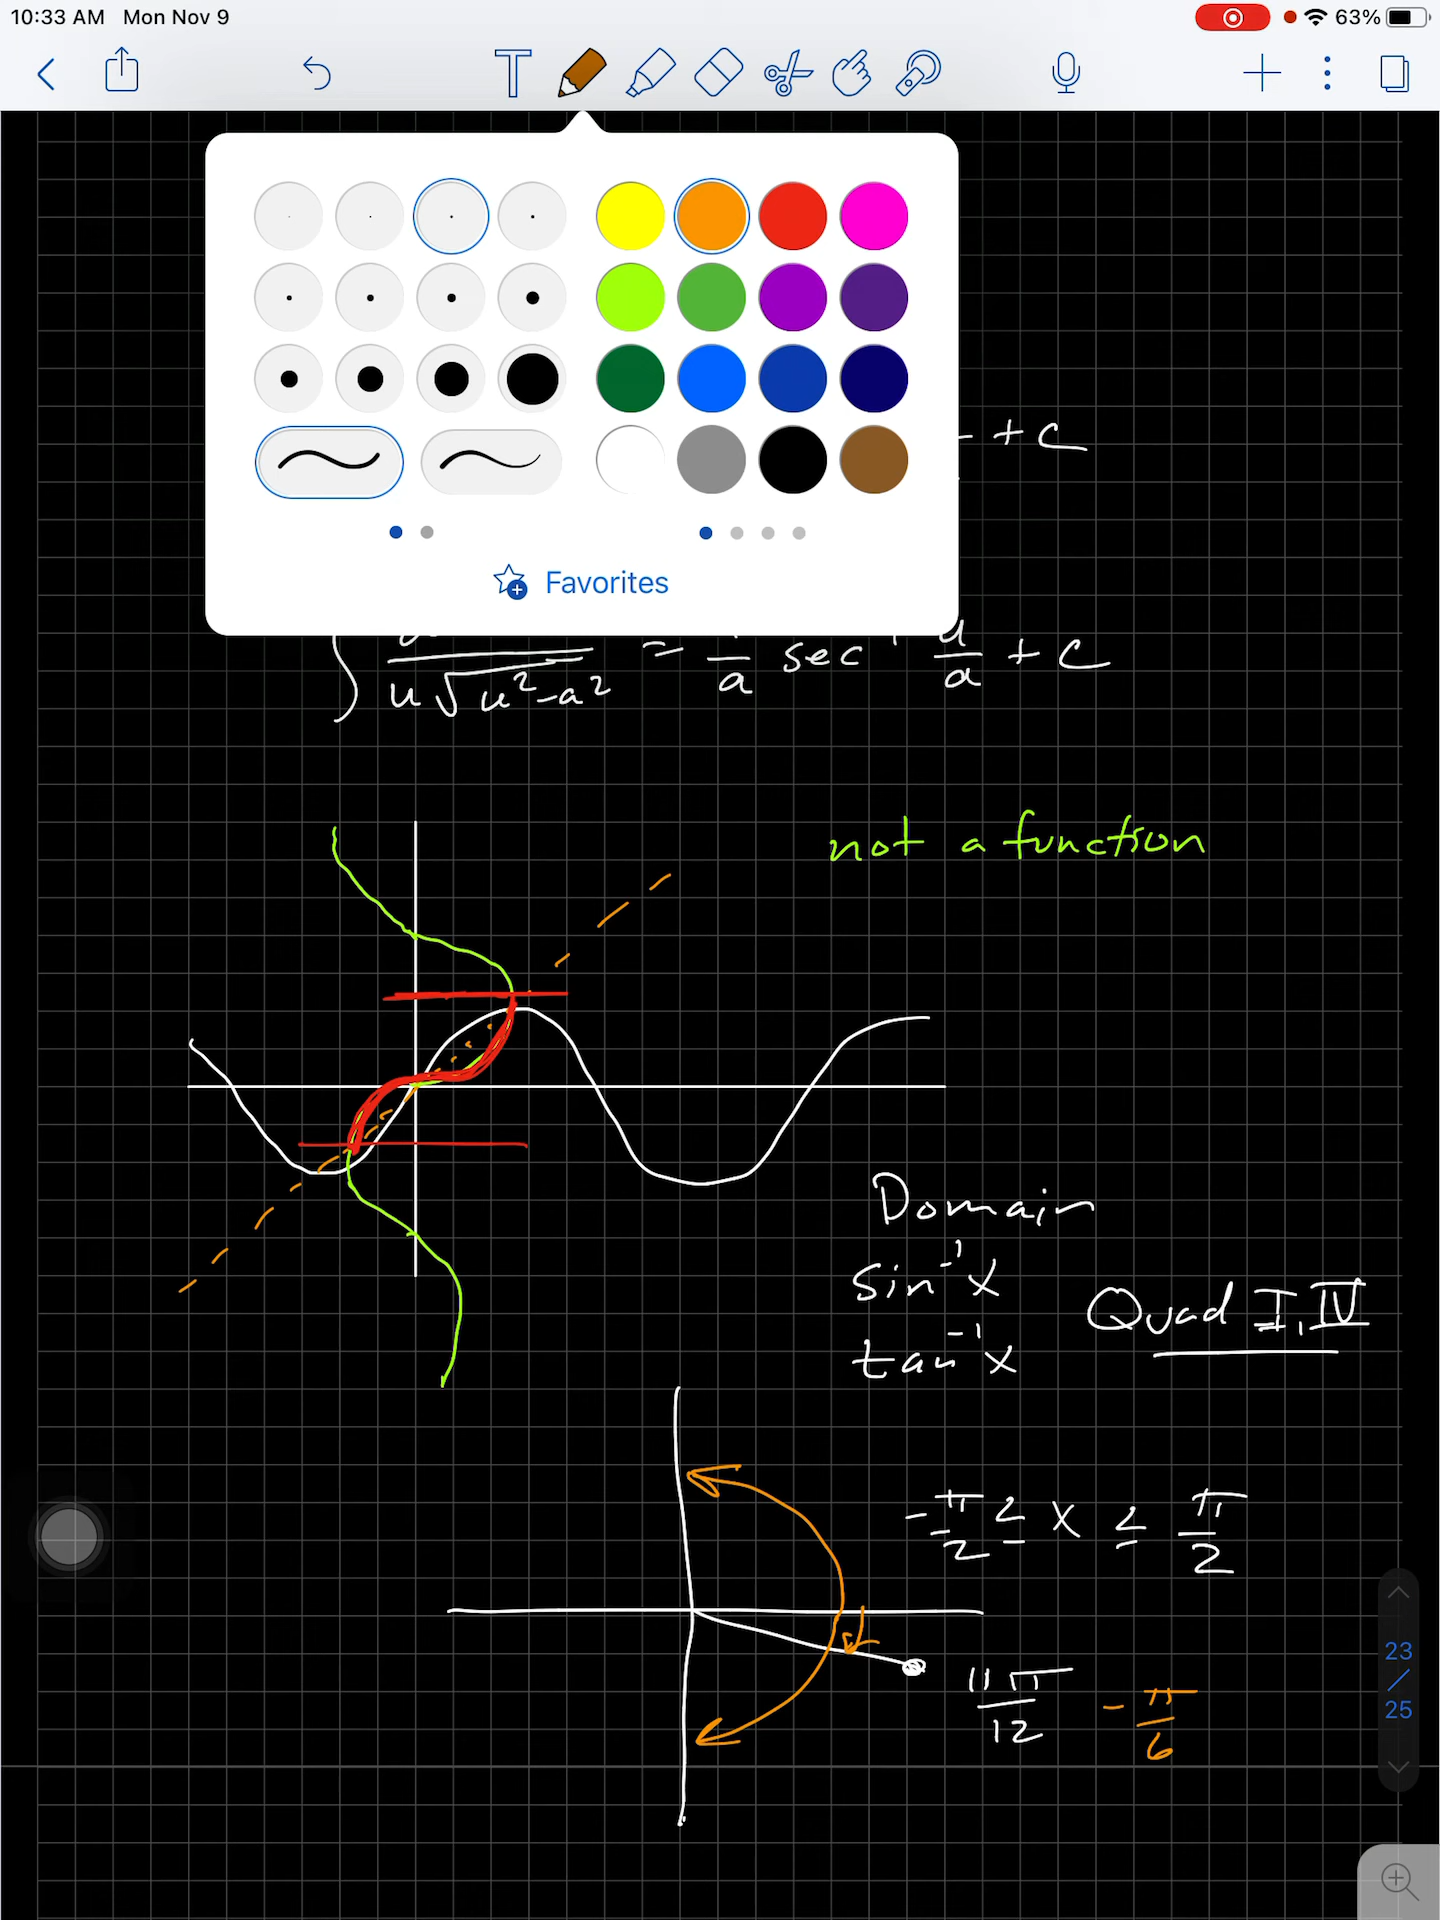 10:33 AM Mon Nov 9 63%
T
Favorites
+ C
∫ / u√u²-a² = /a sec u/a + C
not a function
Domain
sin⁻¹x
Quad I, IV
tan⁻¹x
-π/2 ≤ x ≤ π/2
23
/
25
11π/12 -π/6